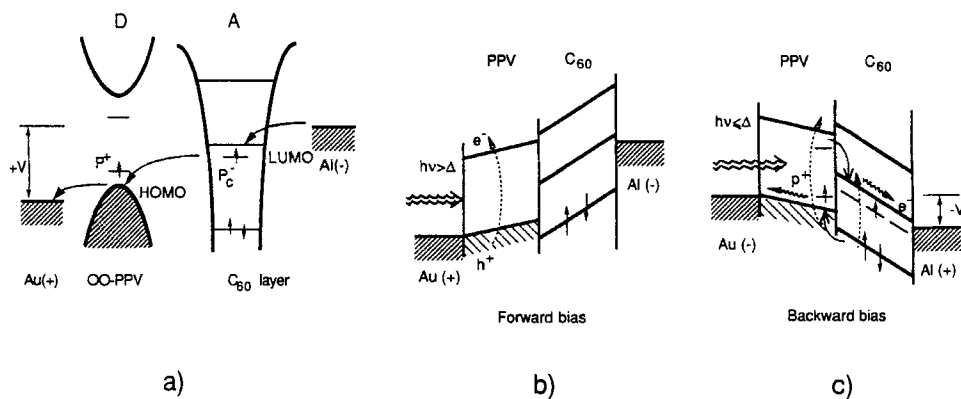 D
A
+V
P⁺
HOMO
P꜀⁻
LUMO
Al(-)
Au(+)
OO-PPV
C₆₀ layer
a)
PPV
C₆₀
e⁻
hν>Δ
h⁺
Au (+)
Al (-)
Forward bias
b)
PPV
C₆₀
hν⩽Δ
p⁺
e⁻
-V
Au (-)
Al (+)
Backward bias
c)